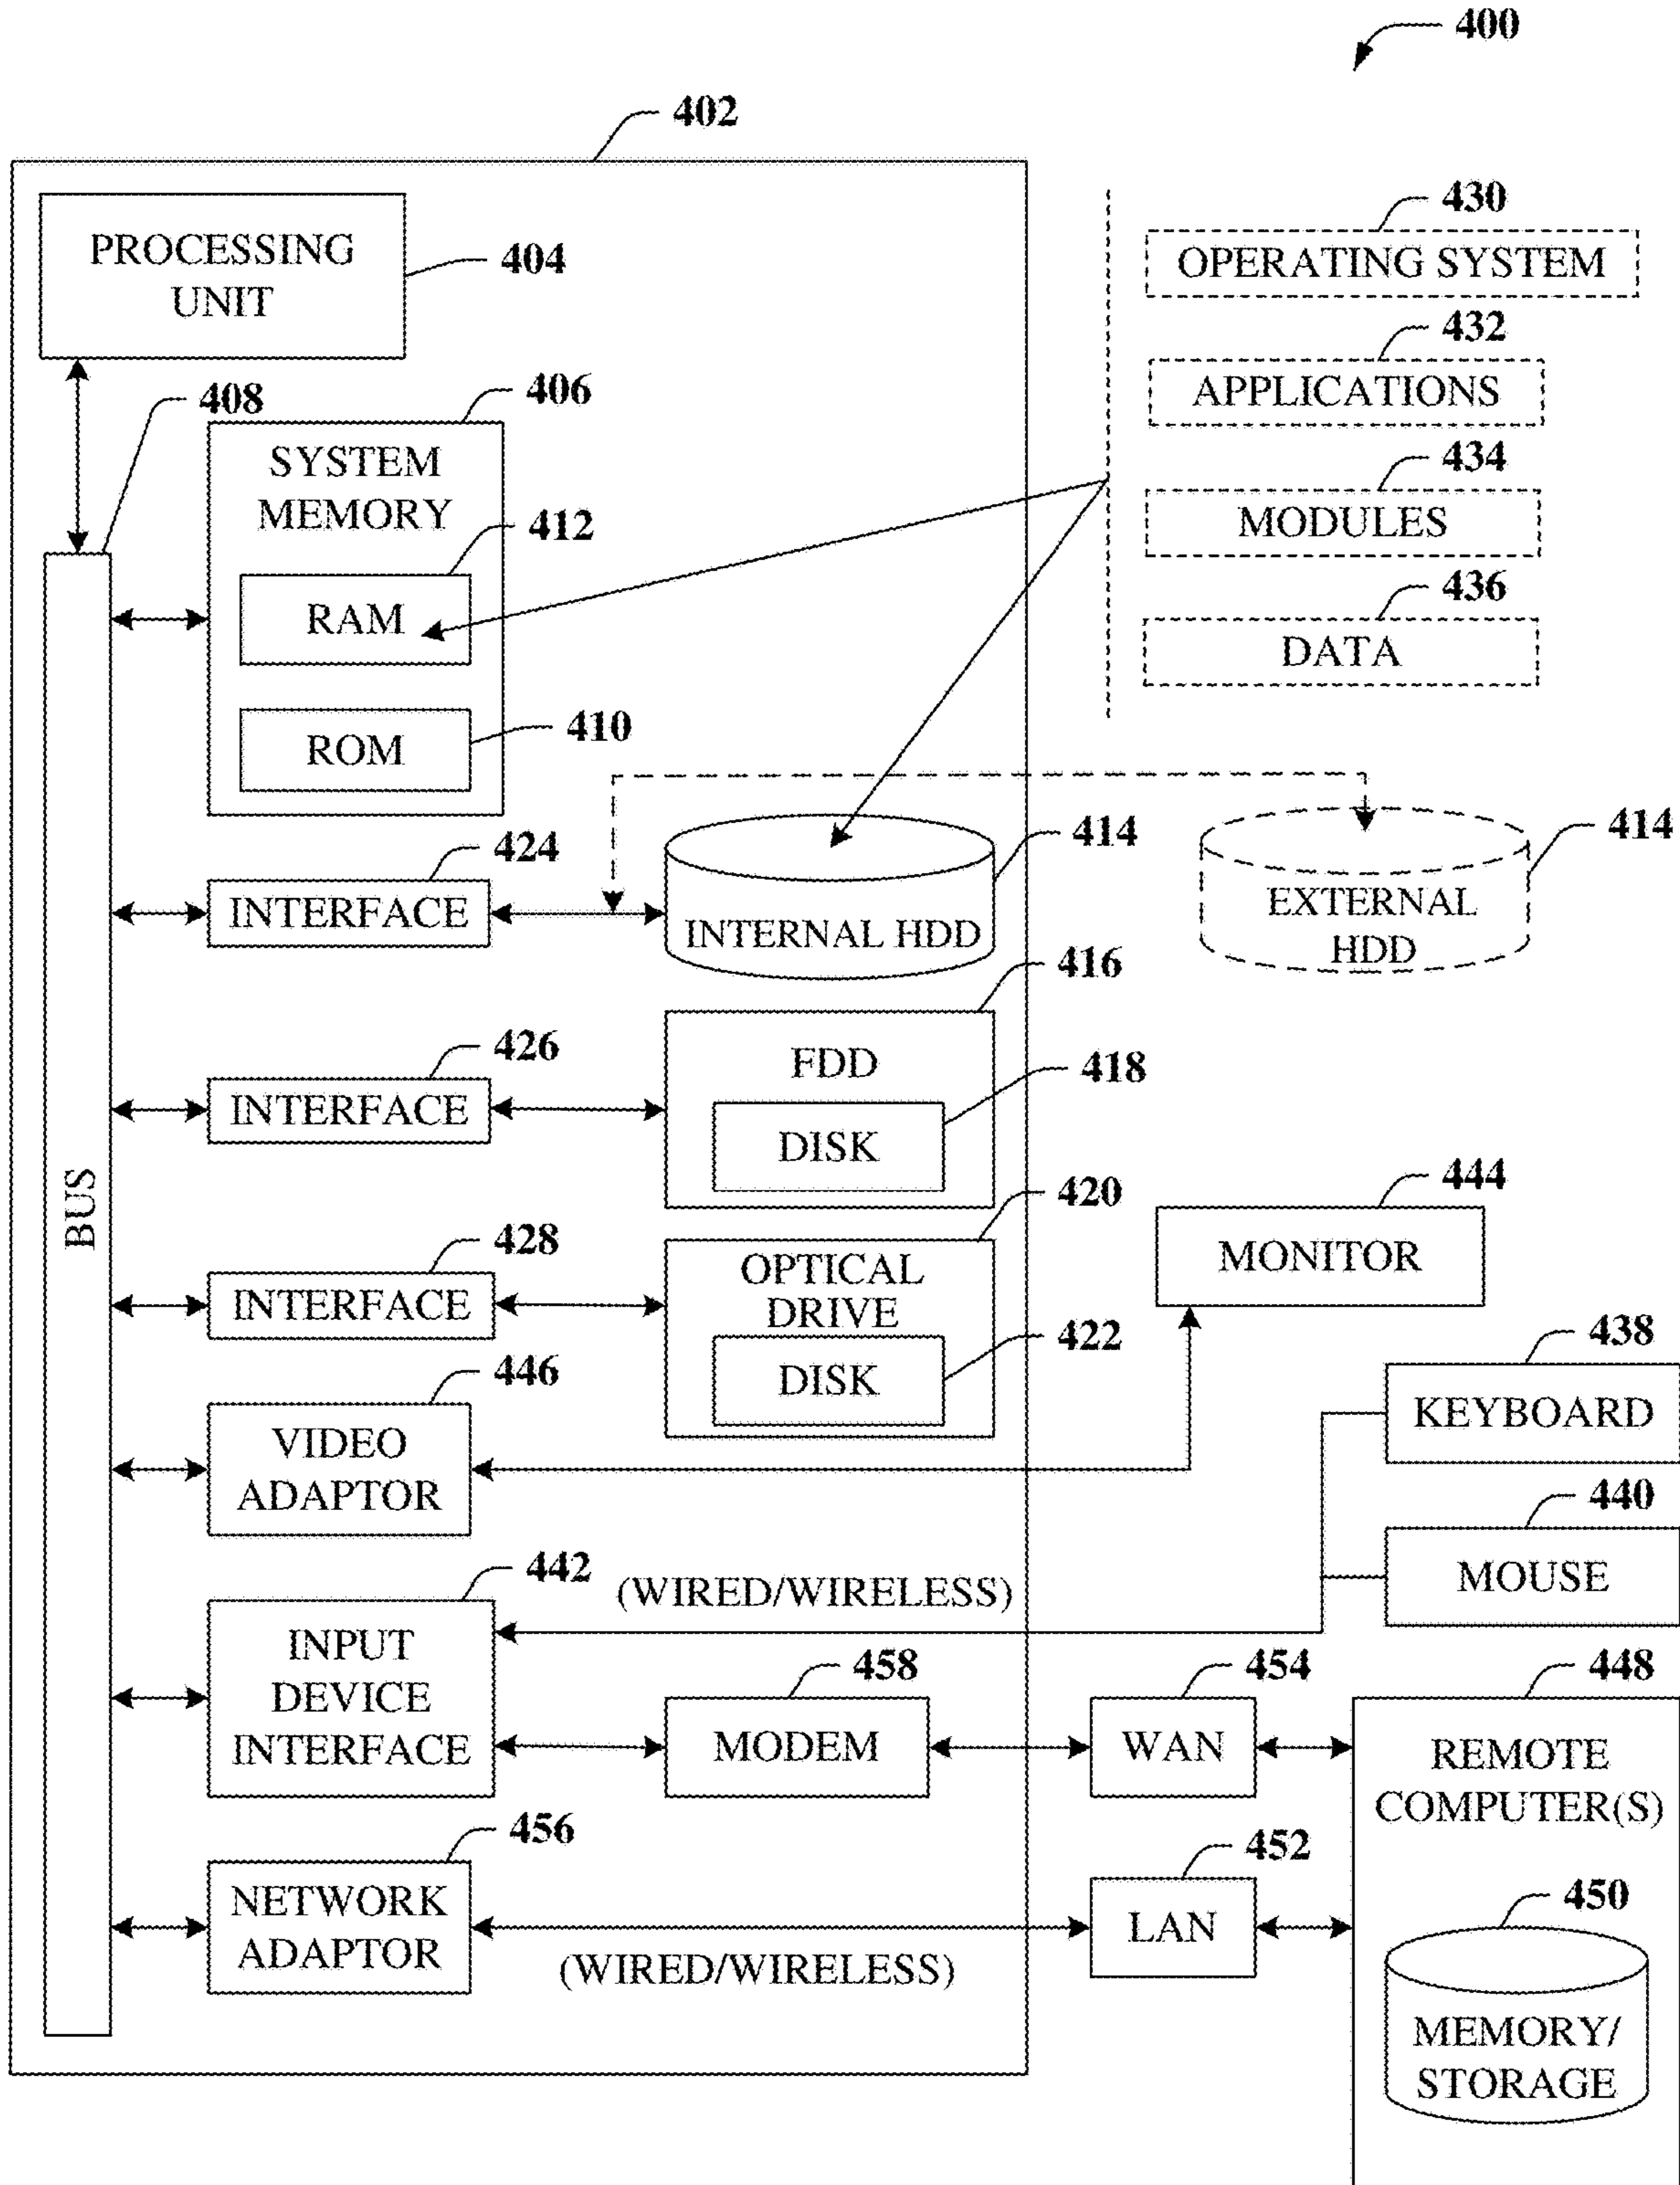 400
402
PROCESSING
UNIT
404
430
OPERATING SYSTEM
432
APPLICATIONS
434
MODULES
436
DATA
408
406
SYSTEM
MEMORY
412
RAM
410
ROM
424
INTERFACE
414
INTERNAL HDD
414
EXTERNAL
HDD
416
FDD
418
DISK
426
INTERFACE
BUS
420
OPTICAL
DRIVE
422
DISK
428
INTERFACE
444
MONITOR
446
VIDEO
ADAPTOR
438
KEYBOARD
440
MOUSE
442
INPUT
DEVICE
INTERFACE
(WIRED/WIRELESS)
458
MODEM
454
WAN
448
REMOTE
COMPUTER(S)
456
NETWORK
ADAPTOR
(WIRED/WIRELESS)
452
LAN
450
MEMORY/
STORAGE